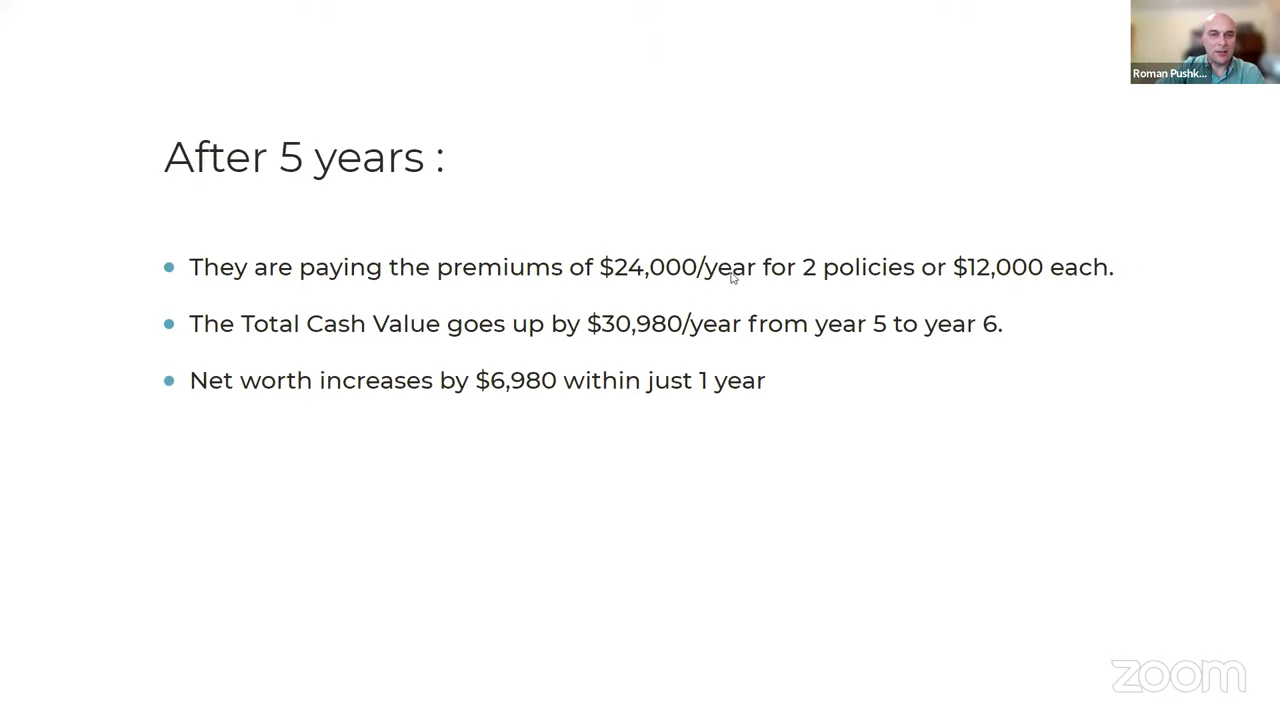 Roman Pushk...
After 5 years :
They are paying the premiums of $24,000/year for 2 policies or $12,000 each.
The Total Cash Value goes up by $30,980/year from year 5 to year 6.
Net worth increases by $6,980 within just 1 year
zoom